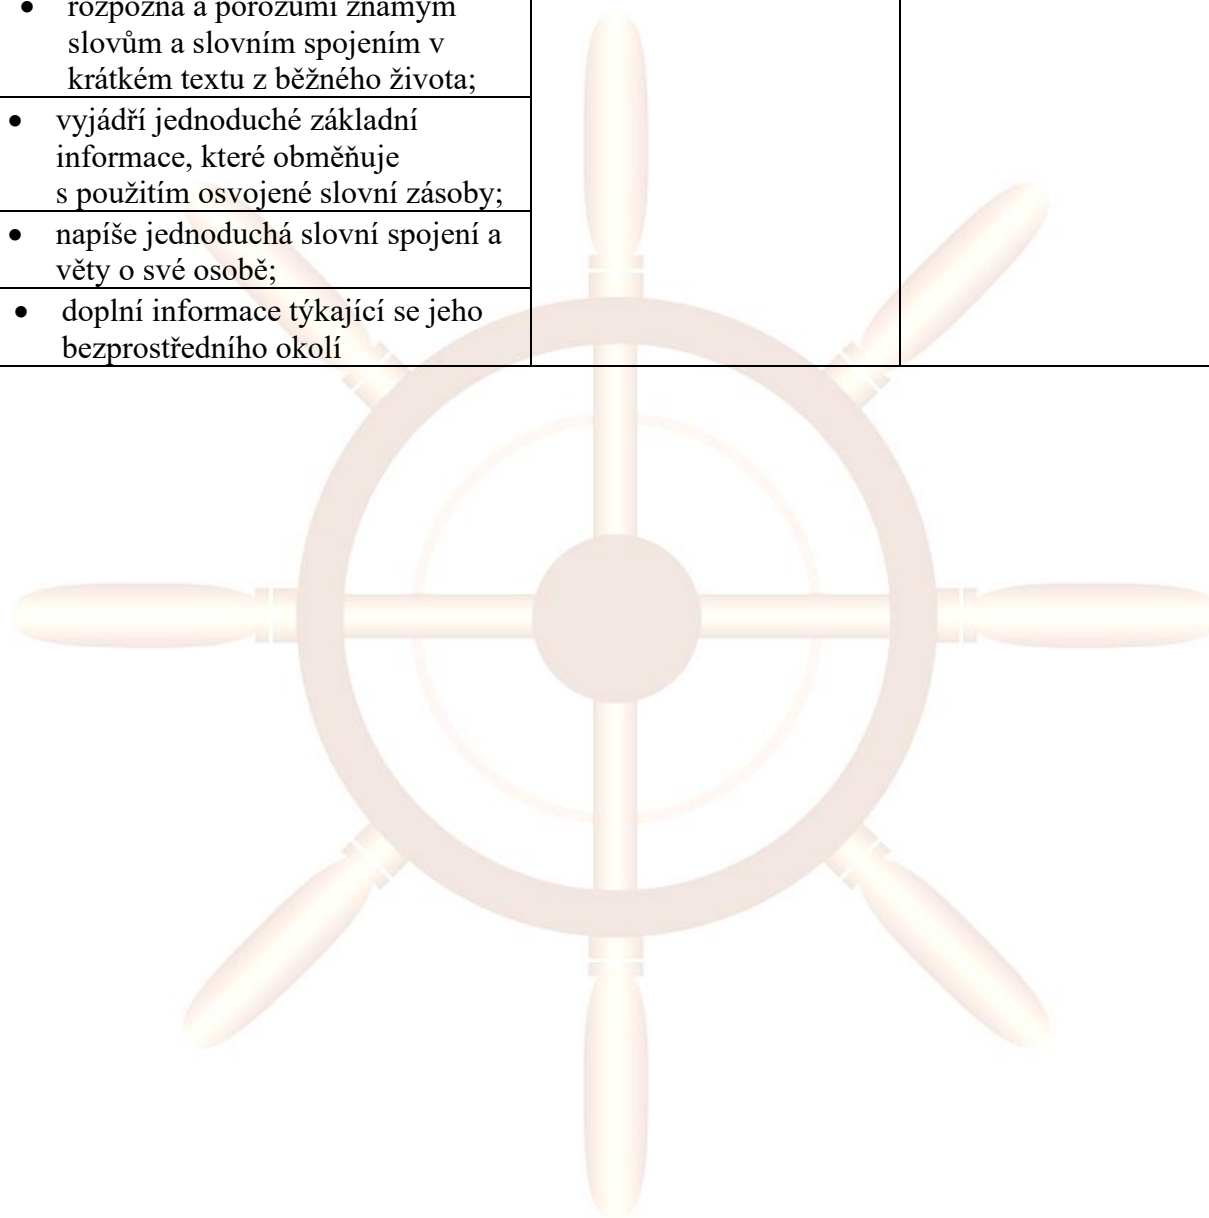 • rozpozná a porozumí známým
slovům a slovním spojením v
krátkém textu z běžného života;
• vyjádří jednoduché základní
informace, které obměňuje
s použitím osvojené slovní zásoby;
• napíše jednoduchá slovní spojení a
věty o své osobě;
• doplní informace týkající se jeho
bezprostředního okolí